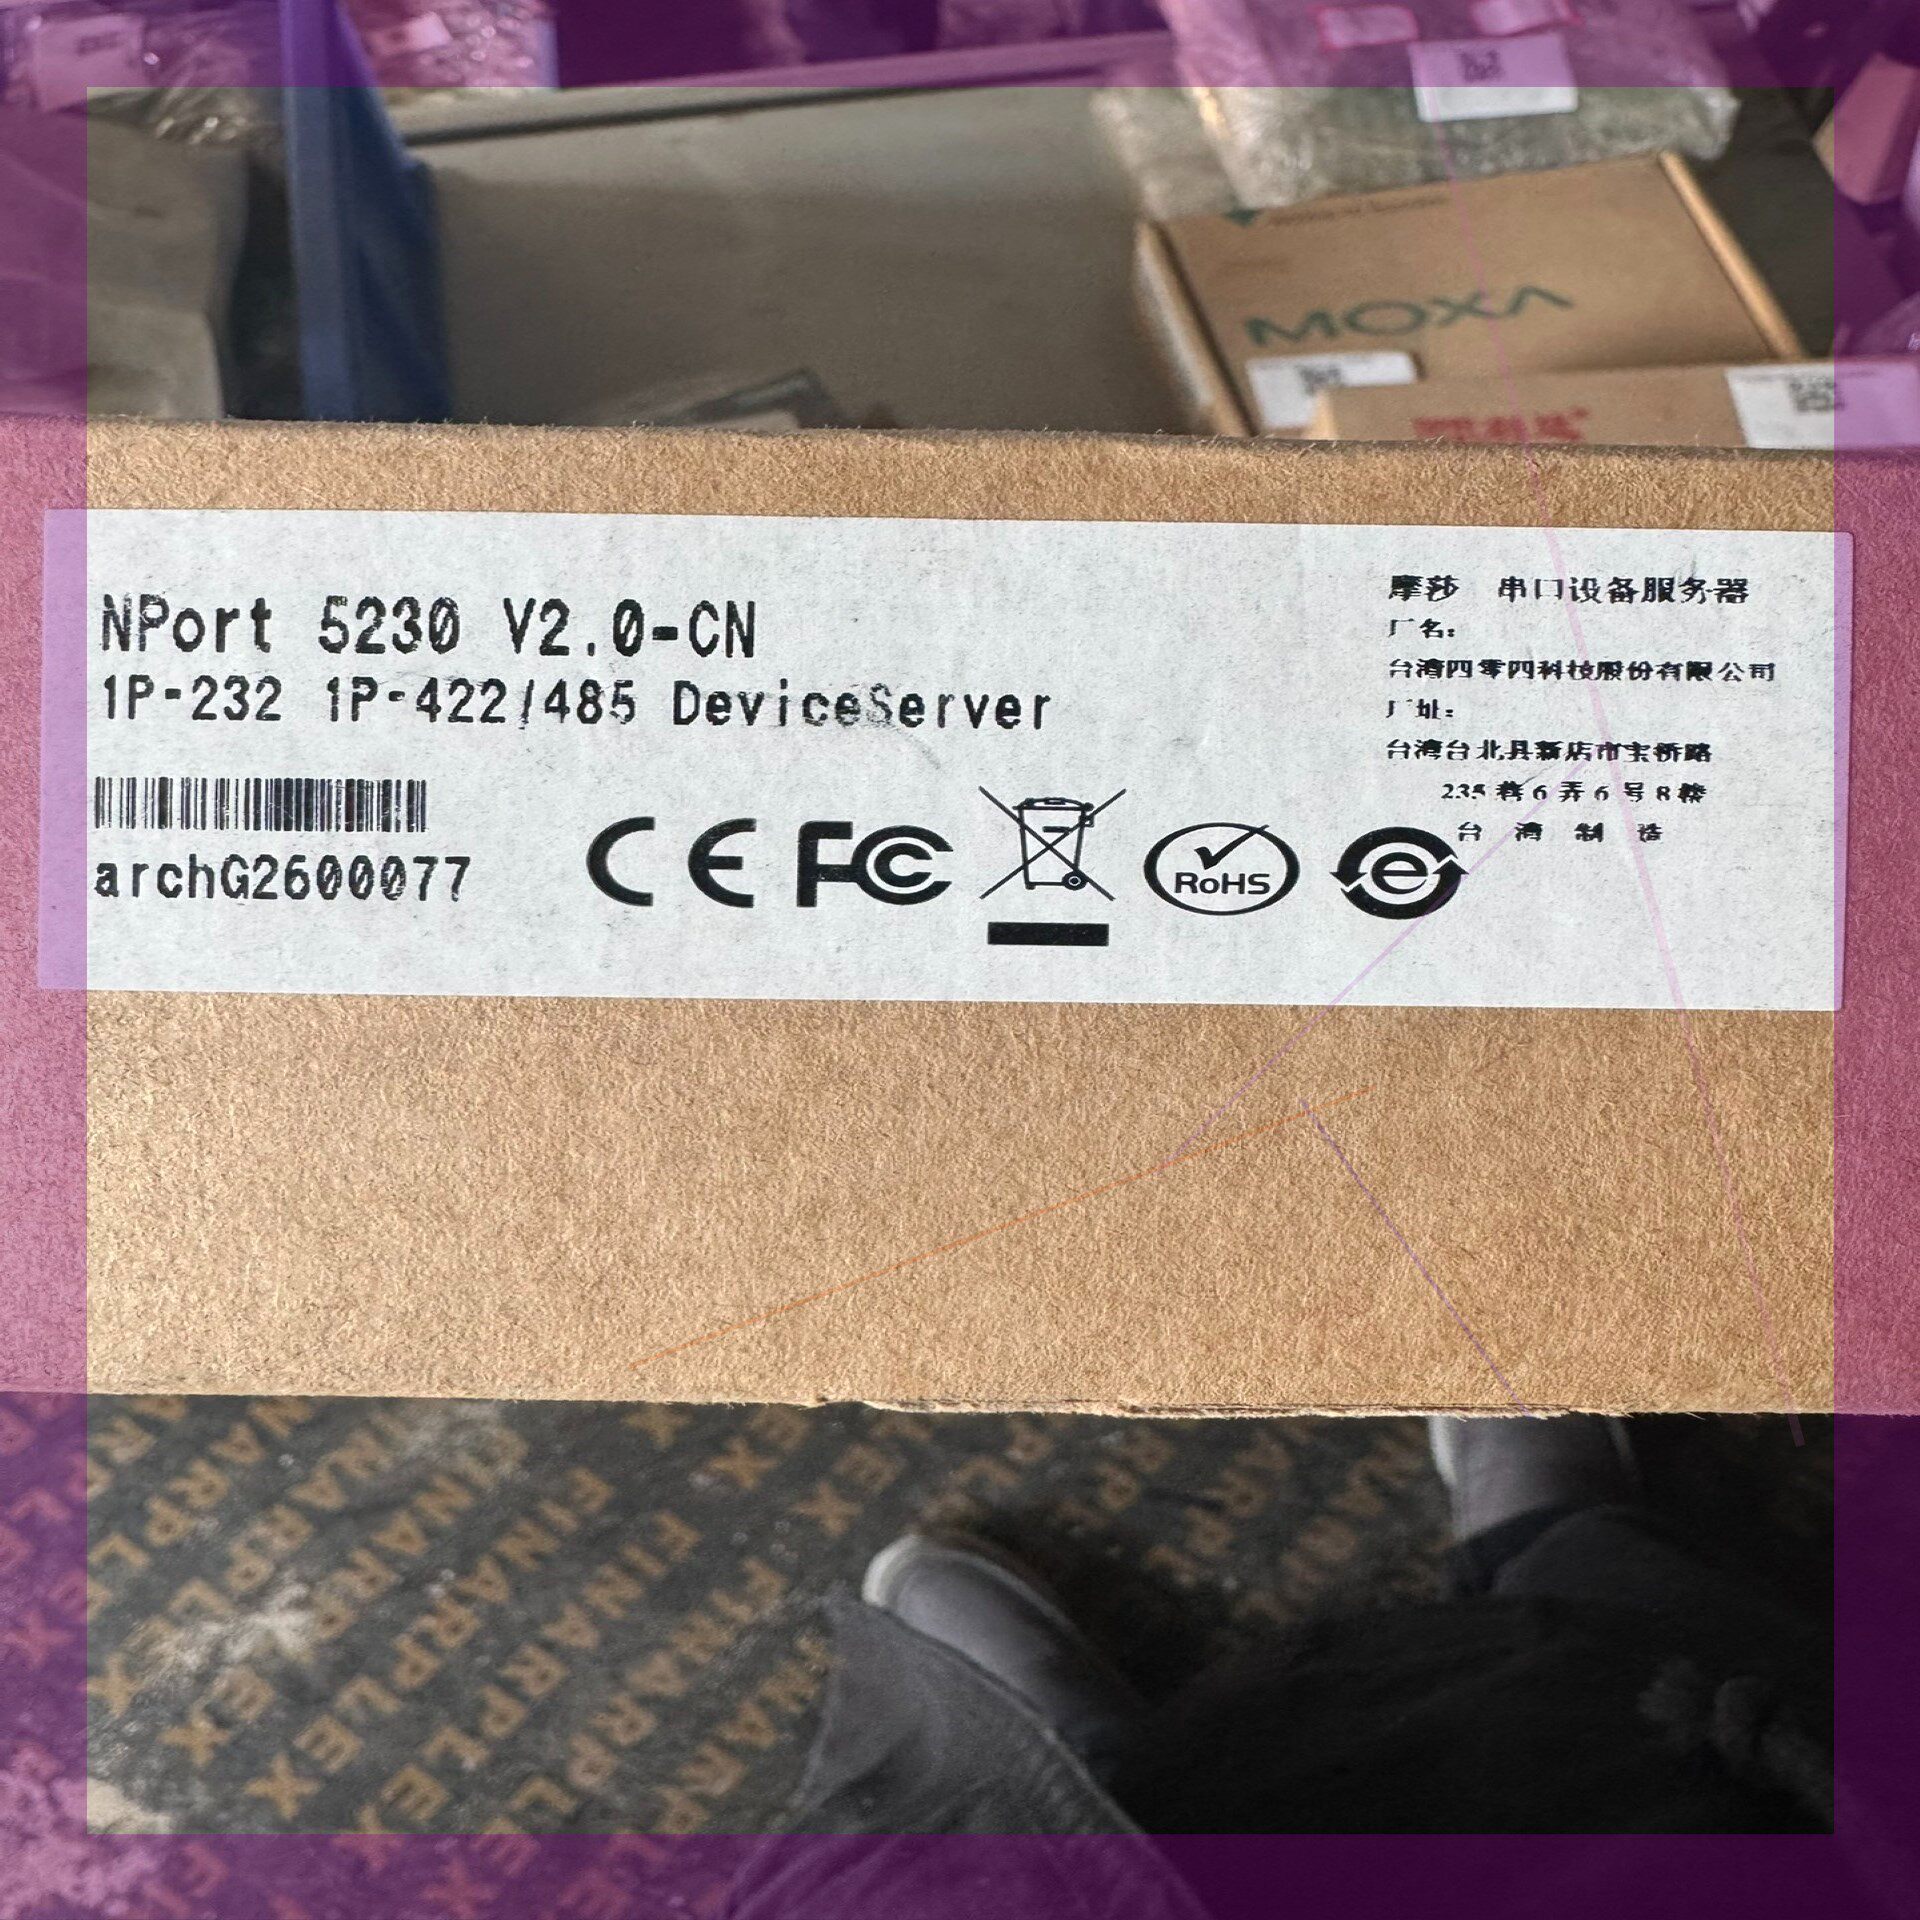 MOXA
NPort 5230 V2.0-CN
1P-232 1P-422/485 DeviceServer
archG2600077
CE FC RoHS e
摩莎 串口设备服务器
厂名:
台湾四零四科技股份有限公司
厂址:
台湾台北县新店市宝桥路
235巷6弄6号8楼
台湾制造
FINARPLEX
FINARPLEX
FINARPLEX
FINARPLEX